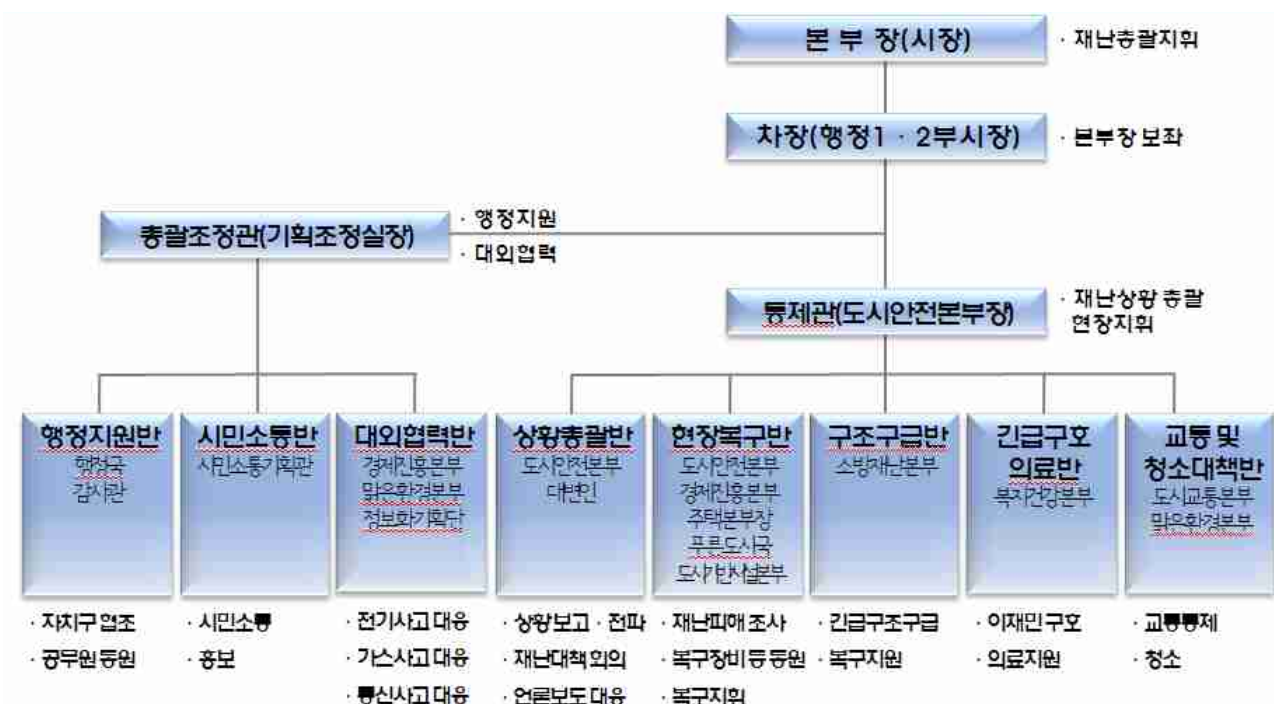 본 부 장(시장)
· 재난총괄지휘
차장(행정1 · 2부시장)
· 본부장 보좌
총괄조정관(기획조정실장)
· 행정지원
· 대외협력
통제관(도시안전본부장)
· 재난상황 총괄
현장지휘
행정지원반
행정국
감사관
· 자치구 협조
· 공무원 동원
시민소통반
시민소통기획관
· 시민소통
· 홍보
대외협력반
경제진흥본부
맑은환경본부
정보화기획단
· 전기사고 대응
· 가스사고 대응
· 통신사고 대응
상황총괄반
도시안전본부
대변인
· 상황보고 · 전파
· 재난대책 회의
· 언론보도 대응
현장복구반
도시안전본부
경제진흥본부
주택본부장
푸른도시국
도시기반시설본부
· 재난피해 조사
· 복구장비 등 동원
· 복구지휘
구조구급반
소방재난본부
· 긴급구조구급
· 복구지원
긴급구호
의료반
복지건강본부
· 이재민 구호
· 의료지원
교통 및
청소대책반
도시교통본부
맑은환경본부
· 교통통제
· 청소